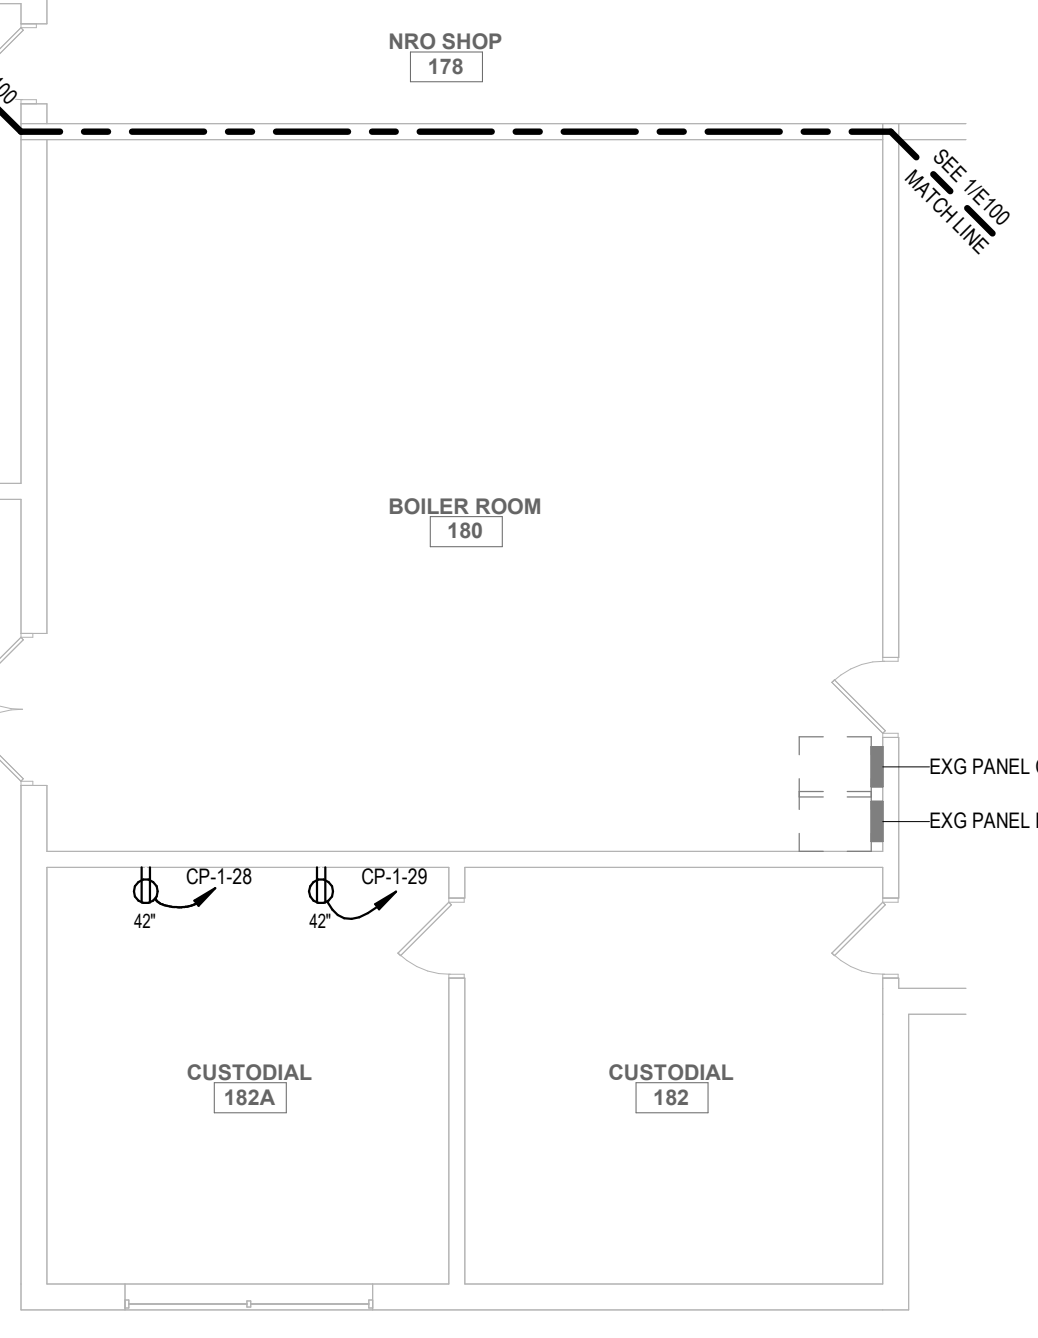 NRO SHOP
178
SEE 1/E100
MATCH LINE
BOILER ROOM
180
EXG PANEL
EXG PANEL
CP-1-28
CP-1-29
42"
42"
CUSTODIAL
182A
CUSTODIAL
182